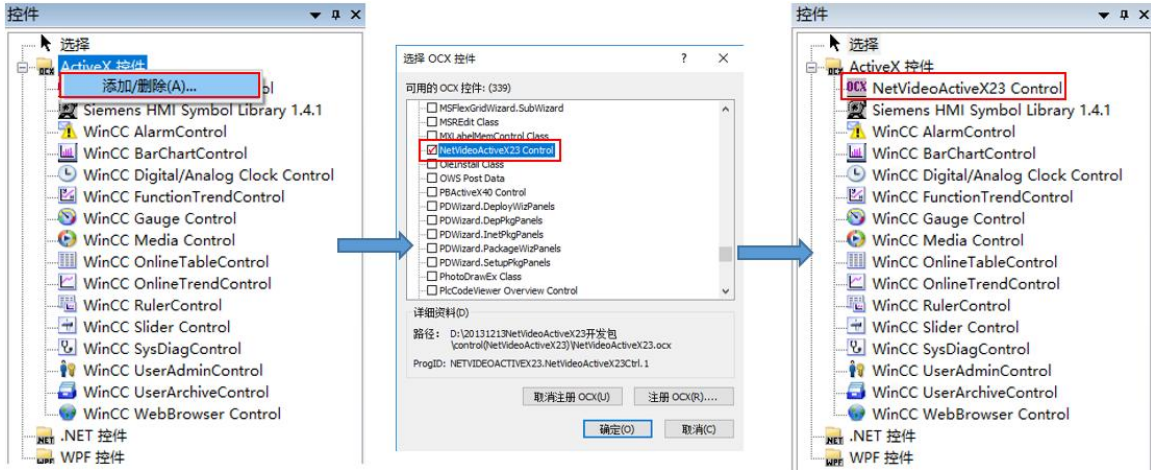 控件
选择
ActiveX 控件
添加/删除(A)...
ol
Siemens HMI Symbol Library 1.4.1
WinCC AlarmControl
WinCC BarChartControl
WinCC Digital/Analog Clock Control
WinCC FunctionTrendControl
WinCC Gauge Control
WinCC Media Control
WinCC OnlineTableControl
WinCC OnlineTrendControl
WinCC RulerControl
WinCC Slider Control
WinCC SysDiagControl
WinCC UserAdminControl
WinCC UserArchiveControl
WinCC WebBrowser Control
.NET 控件
WPF 控件
选择 OCX 控件
可用的 OCX 控件: (339)
MSFlexGridWizard.SubWizard
MSREdit Class
MXLabelMemControl Class
NetVideoActiveX23 Control
OleInstall Class
OWS Post Data
PBActiveX40 Control
PDWizard.DeployWizPanels
PDWizard.DepPkgPanels
PDWizard.InetPkgPanels
PDWizard.PackageWizPanels
PDWizard.SetupPkgPanels
PhotoDrawEx Class
PlcCodeViewer Overview Control
详细资料(D)
路径: D:\20131213NetVideoActiveX23开发包
\control(NetVideoActiveX23)\NetVideoActiveX23.ocx
ProgID: NETVIDEOACTIVEX23.NetVideoActiveX23Ctrl.1
取消注册 OCX(U)
注册 OCX(R)....
确定(O)
取消(C)
控件
选择
ActiveX 控件
NetVideoActiveX23 Control
Siemens HMI Symbol Library 1.4.1
WinCC AlarmControl
WinCC BarChartControl
WinCC Digital/Analog Clock Control
WinCC FunctionTrendControl
WinCC Gauge Control
WinCC Media Control
WinCC OnlineTableControl
WinCC OnlineTrendControl
WinCC RulerControl
WinCC Slider Control
WinCC SysDiagControl
WinCC UserAdminControl
WinCC UserArchiveControl
WinCC WebBrowser Control
.NET 控件
WPF 控件